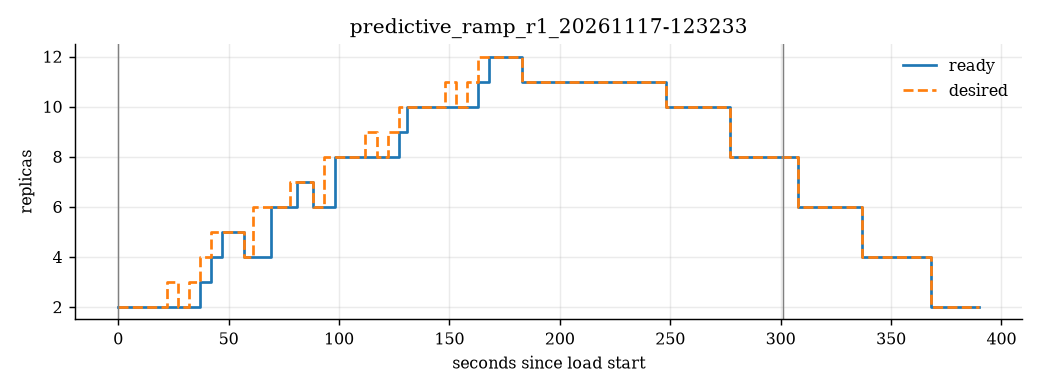 predictive_ramp_r1_20261117-123233
12
10
8
6
4
2
replicas
ready
desired
0 50 100 150 200 250 300 350 400
seconds since load start